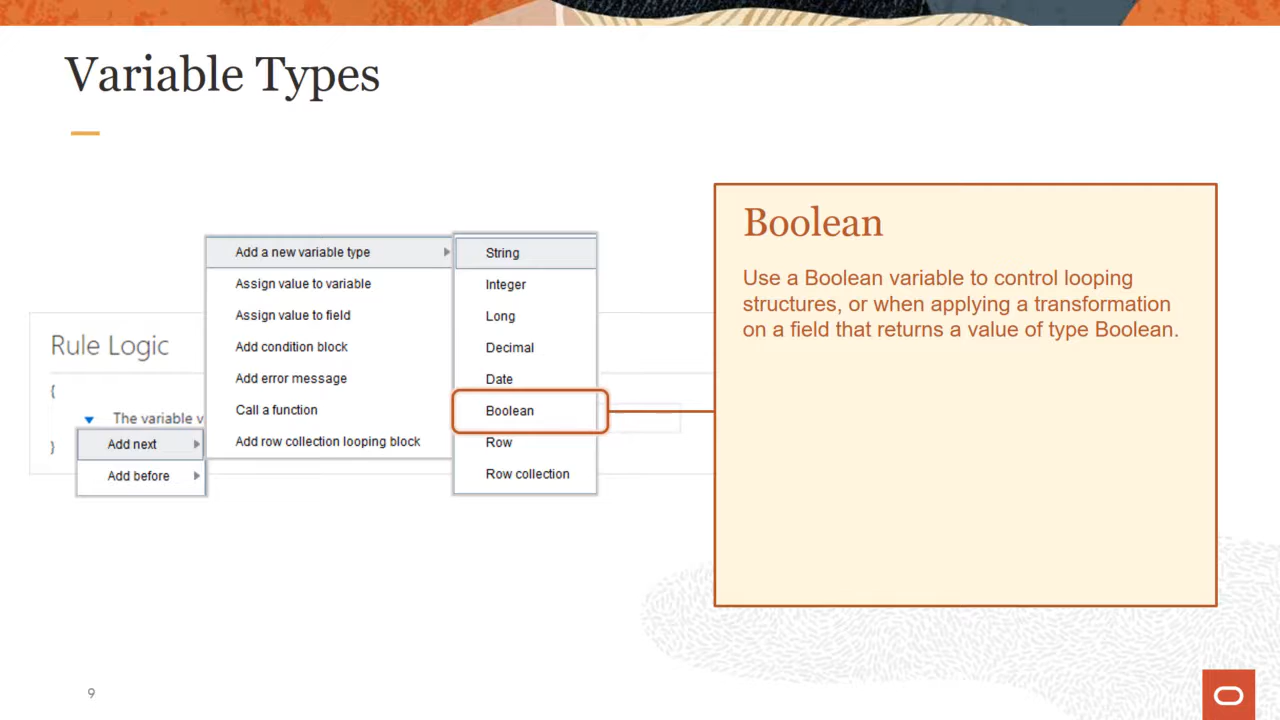 Variable Types
Rule Logic
{
The variable v
}
Add next
Add before
Add a new variable type
Assign value to variable
Assign value to field
Add condition block
Add error message
Call a function
Add row collection looping block
String
Integer
Long
Decimal
Date
Boolean
Row
Row collection
Boolean
Use a Boolean variable to control looping
structures, or when applying a transformation
on a field that returns a value of type Boolean.
9